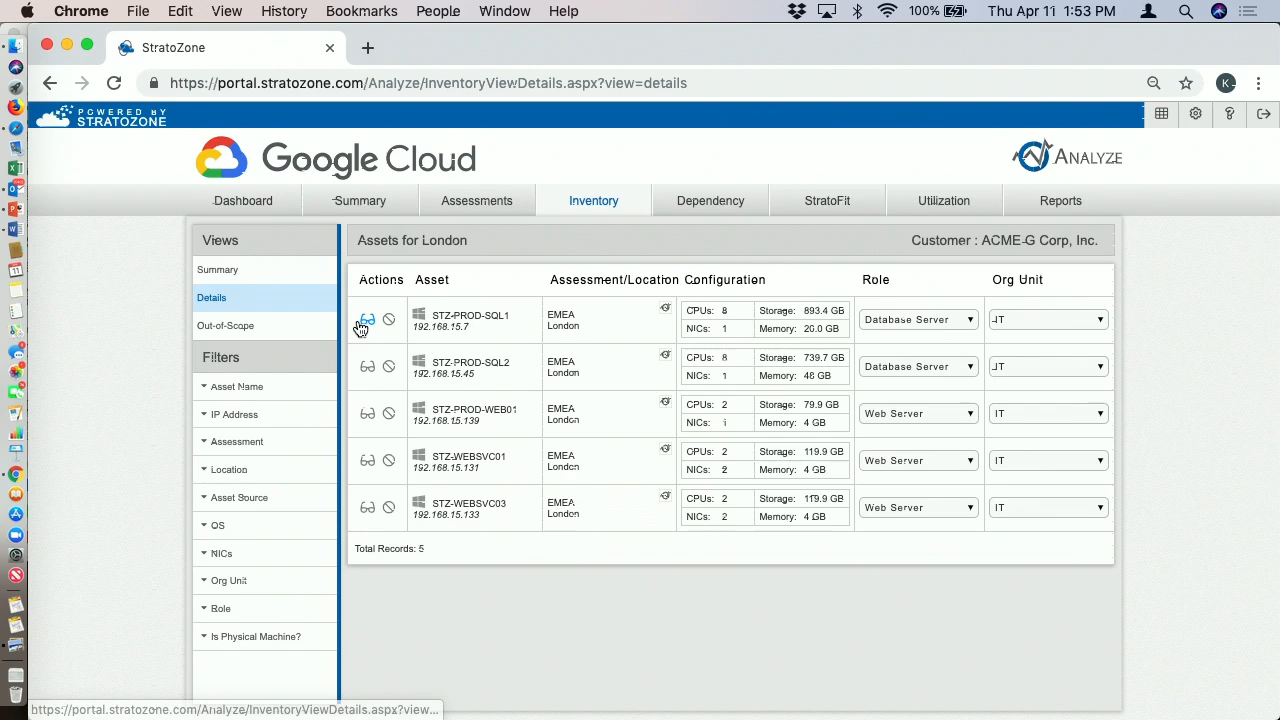 Chrome File Edit View History Bookmarks People Window Help 100% Thu Apr 11 1:53 PM
StratoZone
https://portal.stratozone.com/Analyze/InventoryViewDetails.aspx?view=details
K
POWERED BY
STRATOZONE
Google Cloud ANALYZE
Dashboard Summary Assessments Inventory Dependency StratoFit Utilization Reports
Views
Summary
Details
Out-of-Scope
Filters
Asset Name
IP Address
Assessment
Location
Asset Source
OS
NICs
Org Unit
Role
Is Physical Machine?
Assets for London Customer : ACME-G Corp, Inc.
Actions Asset Assessment/Location Configuration Role Org Unit
STZ-PROD-SQL1 EMEA CPUs: 8 Storage: 893.4 GB Database Server IT
192.168.15.7 London NICs: 1 Memory: 20.0 GB
STZ-PROD-SQL2 EMEA CPUs: 8 Storage: 739.7 GB Database Server IT
192.168.15.45 London NICs: 1 Memory: 48 GB
STZ-PROD-WEB01 EMEA CPUs: 2 Storage: 79.9 GB Web Server IT
192.168.15.139 London NICs: 1 Memory: 4 GB
STZ-WEBSVC01 EMEA CPUs: 2 Storage: 119.9 GB Web Server IT
192.168.15.131 London NICs: 2 Memory: 4 GB
STZ-WEBSVC03 EMEA CPUs: 2 Storage: 119.9 GB Web Server IT
192.168.15.133 London NICs: 2 Memory: 4 GB
Total Records: 5
https://portal.stratozone.com/Analyze/InventoryViewDetails.aspx?view...